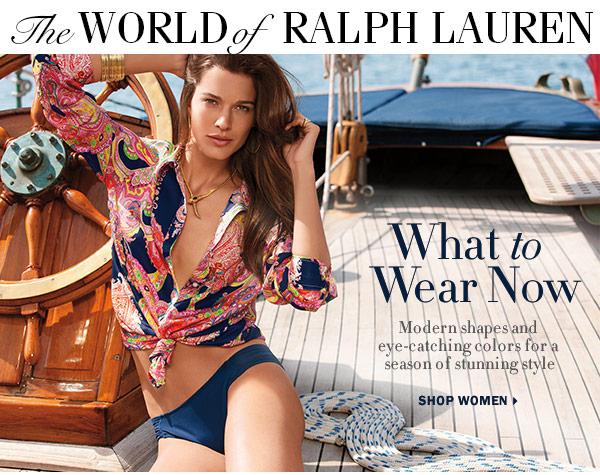 The WORLD of RALPH LAUREN
What to
Wear Now
Modern shapes and
eye-catching colors for a
season of stunning style
SHOP WOMEN